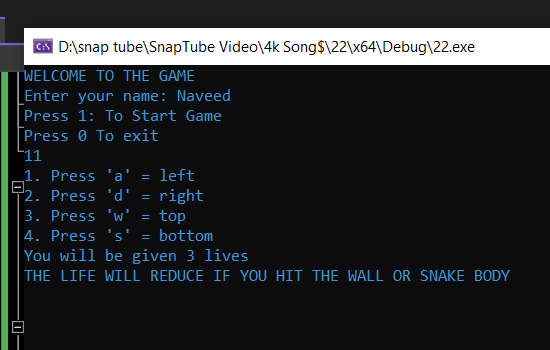 D:\snap tube\SnapTube Video\4k Song$\22\x64\Debug\22.exe
WELCOME TO THE GAME
Enter your name: Naveed
Press 1: To Start Game
Press 0 To exit
11
1. Press 'a' = left
2. Press 'd' = right
3. Press 'w' = top
4. Press 's' = bottom
You will be given 3 lives
THE LIFE WILL REDUCE IF YOU HIT THE WALL OR SNAKE BODY